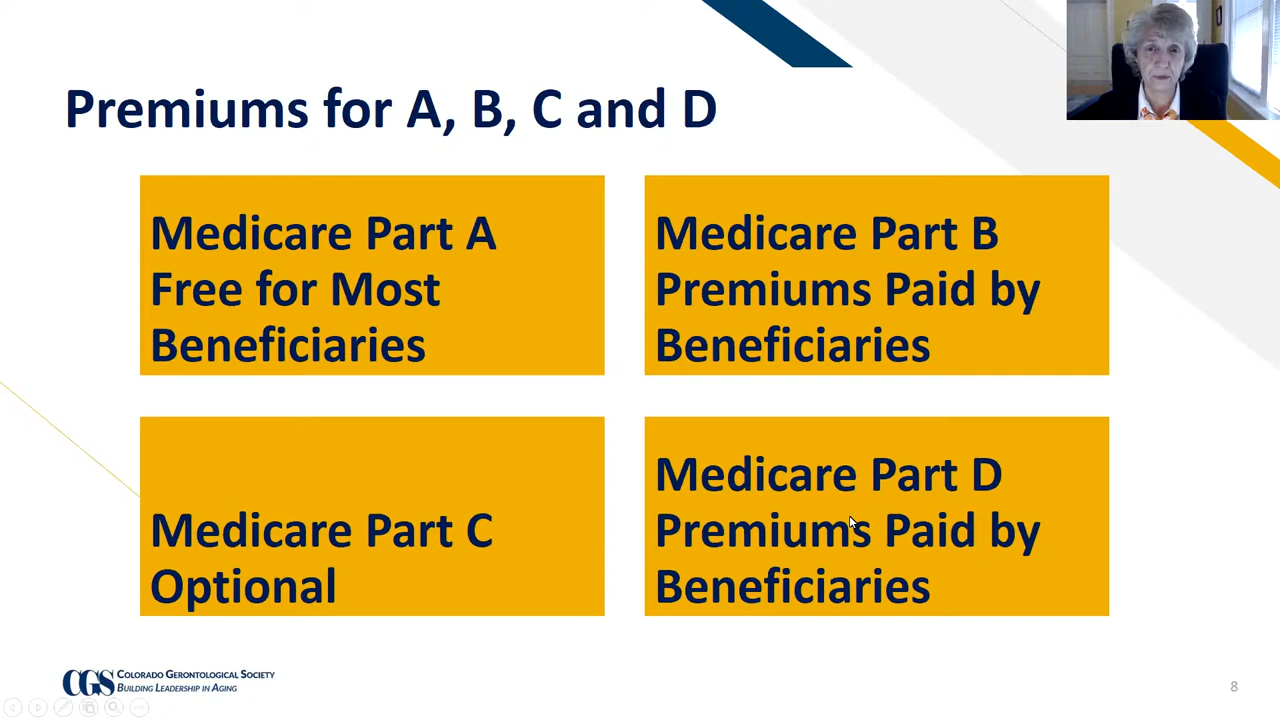 Premiums for A, B, C and D
Medicare Part A
Free for Most
Beneficiaries
Medicare Part B
Premiums Paid by
Beneficiaries
Medicare Part C
Optional
Medicare Part D
Premiums Paid by
Beneficiaries
CGS COLORADO GERONTOLOGICAL SOCIETY
BUILDING LEADERSHIP IN AGING
8